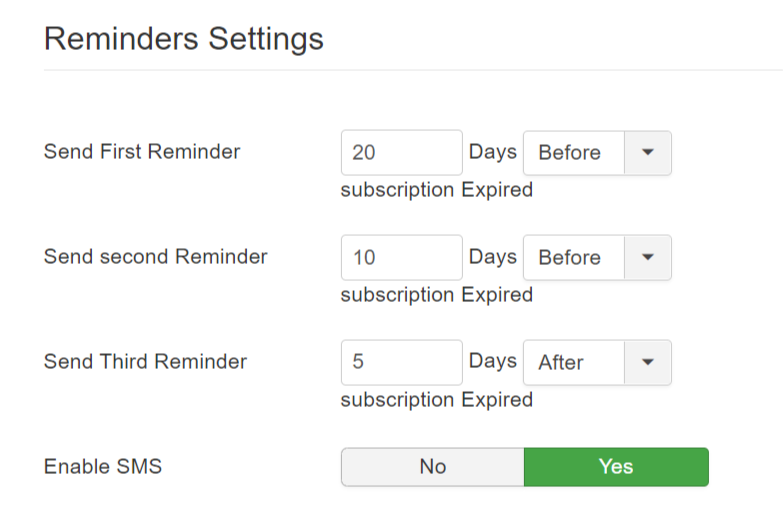 Reminders Settings
Send First Reminder 20 Days Before
subscription Expired
Send second Reminder 10 Days Before
subscription Expired
Send Third Reminder 5 Days After
subscription Expired
Enable SMS No Yes